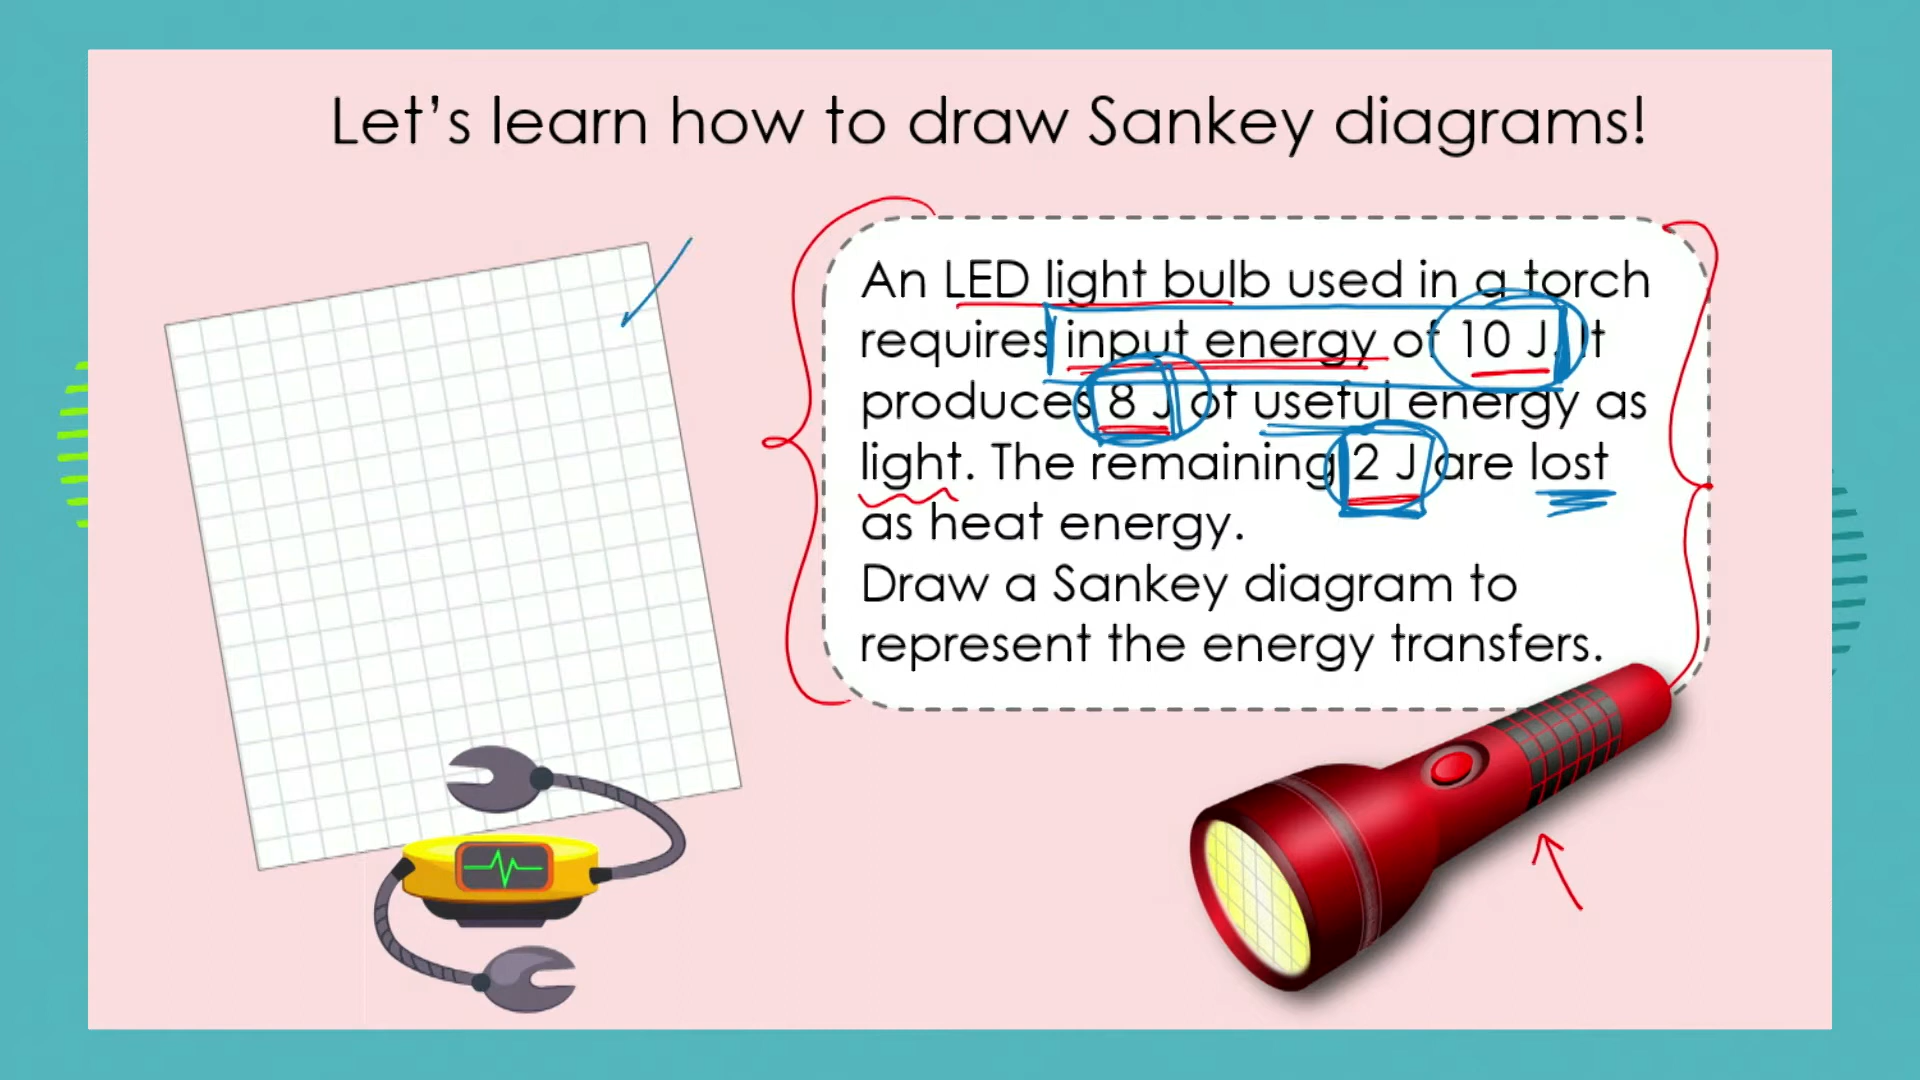 Let's learn how to draw Sankey diagrams!
An LED light bulb used in a torch
requires input energy of 10 J. It
produces 8 J of useful energy as
light. The remaining 2 J are lost
as heat energy.
Draw a Sankey diagram to
represent the energy transfers.